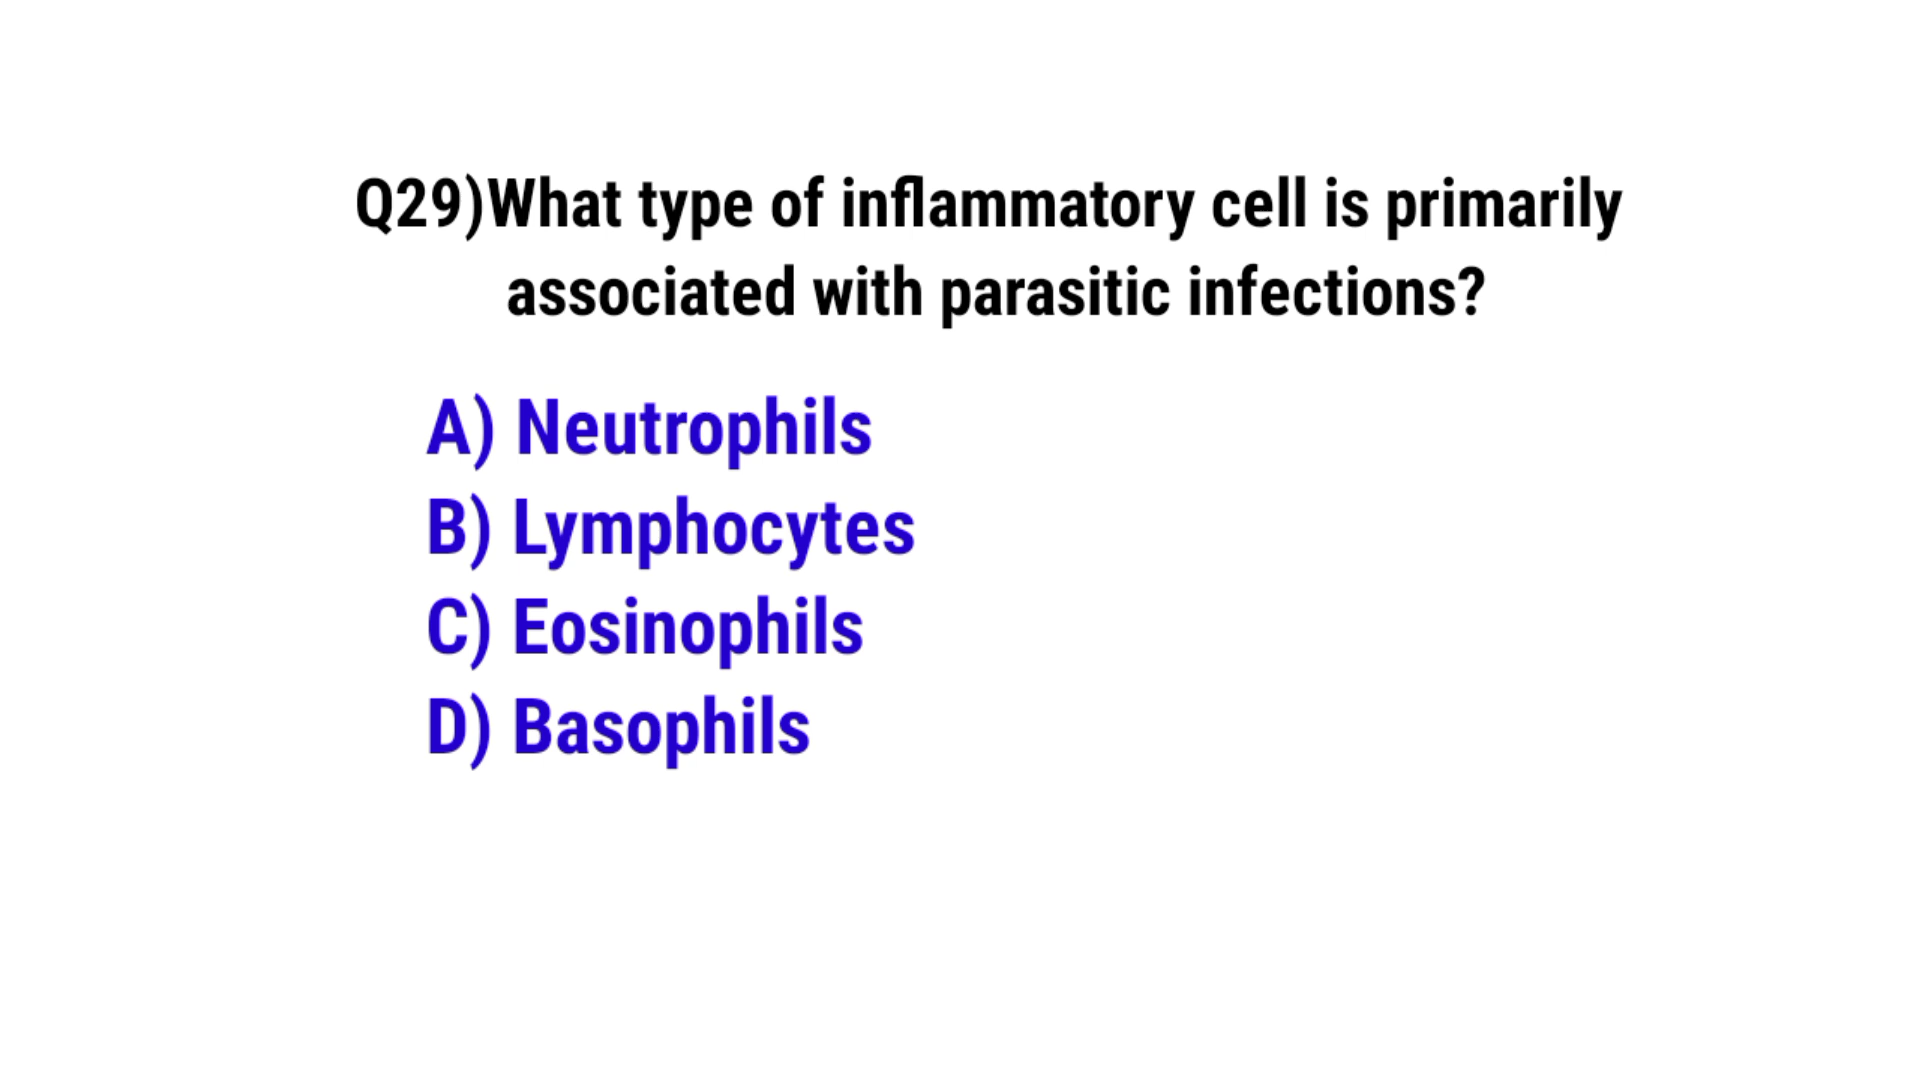 Q29)What type of inflammatory cell is primarily
associated with parasitic infections?
A) Neutrophils
B) Lymphocytes
C) Eosinophils
D) Basophils